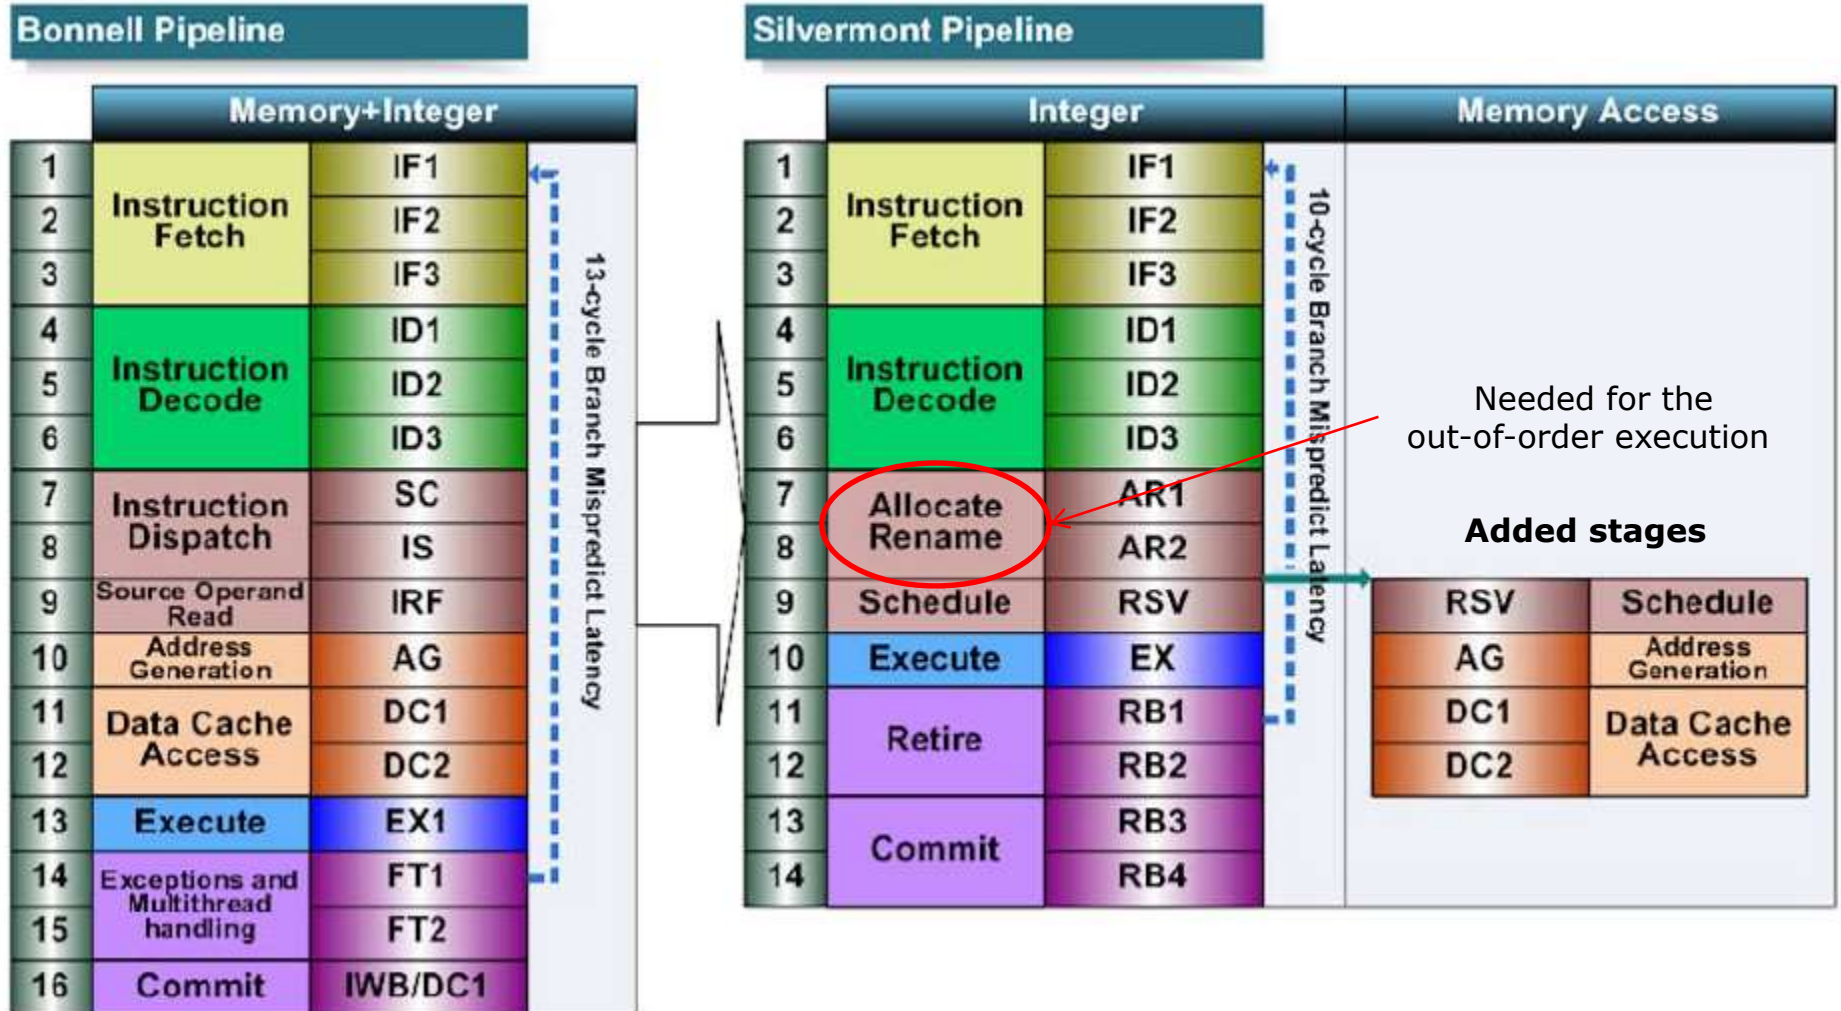 Bonnell Pipeline
Memory+Integer
1
Instruction
Fetch
IF1
2
IF2
3
IF3
4
Instruction
Decode
ID1
5
ID2
6
ID3
7
Instruction
Dispatch
SC
8
IS
9
Source Operand
Read
IRF
10
Address
Generation
AG
11
Data Cache
Access
DC1
12
DC2
13
Execute
EX1
14
Exceptions and
Multithread
handling
FT1
15
FT2
16
Commit
IWB/DC1
13-cycle Branch Mispredict Latency
Silvermont Pipeline
Integer
Memory Access
1
Instruction
Fetch
IF1
2
IF2
3
IF3
4
Instruction
Decode
ID1
5
ID2
6
ID3
7
Allocate
Rename
AR1
8
AR2
9
Schedule
RSV
10
Execute
EX
11
Retire
RB1
12
RB2
13
Commit
RB3
14
RB4
10-cycle Branch Mispredict Latency
Needed for the
out-of-order execution
Added stages
RSV
Schedule
AG
Address
Generation
DC1
Data Cache
Access
DC2